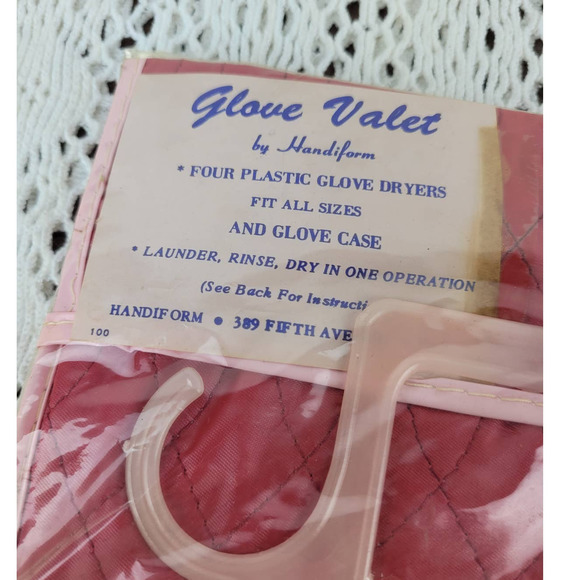 Glove Valet
by Handiform
* FOUR PLASTIC GLOVE DRYERS
FIT ALL SIZES
AND GLOVE CASE
* LAUNDER, RINSE, DRY IN ONE OPERATION
(See Back For
HANDIFORM ● 389 FIFTH AVE
100